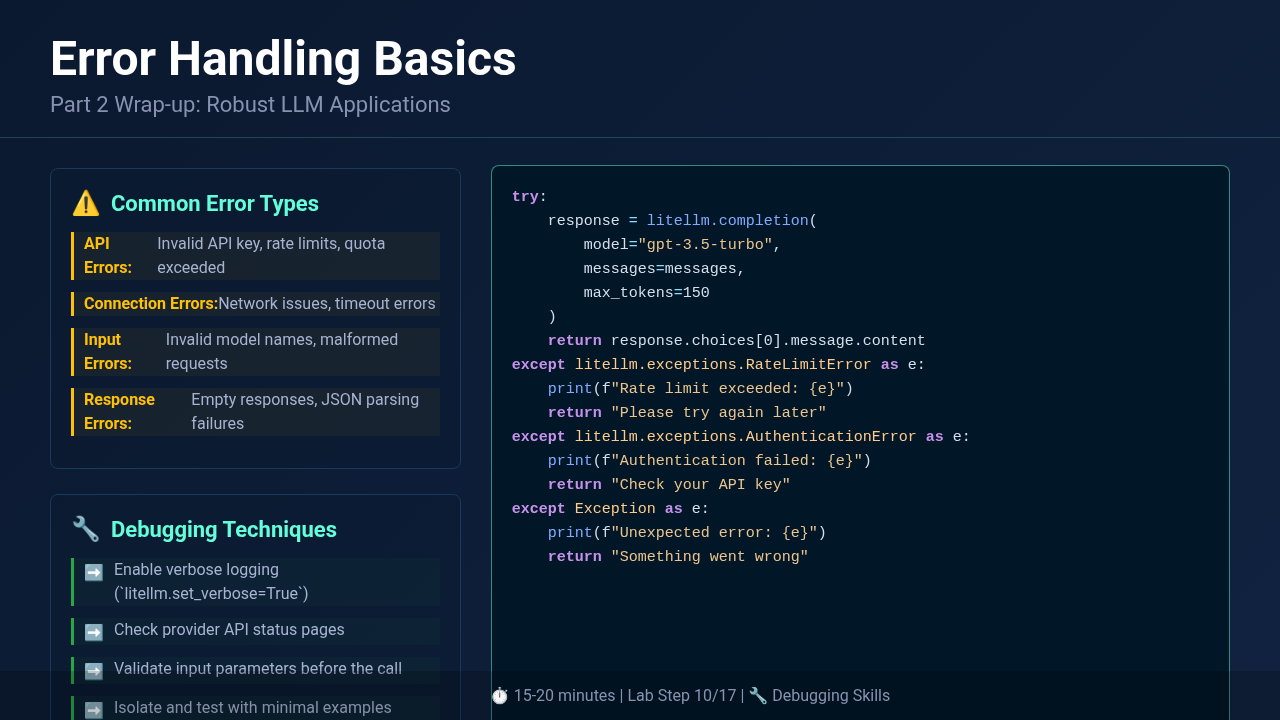 Error Handling Basics
Part 2 Wrap-up: Robust LLM Applications
⚠️ Common Error Types
API Errors: Invalid API key, rate limits, quota exceeded
Connection Errors:Network issues, timeout errors
Input Errors: Invalid model names, malformed requests
Response Errors: Empty responses, JSON parsing failures
🔧 Debugging Techniques
➡️ Enable verbose logging
(`litellm.set_verbose=True`)
➡️ Check provider API status pages
➡️ Validate input parameters before the call
➡️ Isolate and test with minimal examples
try:
    response = litellm.completion(
        model="gpt-3.5-turbo",
        messages=messages,
        max_tokens=150
    )
    return response.choices[0].message.content
except litellm.exceptions.RateLimitError as e:
    print(f"Rate limit exceeded: {e}")
    return "Please try again later"
except litellm.exceptions.AuthenticationError as e:
    print(f"Authentication failed: {e}")
    return "Check your API key"
except Exception as e:
    print(f"Unexpected error: {e}")
    return "Something went wrong"
⏱️ 15-20 minutes | Lab Step 10/17 | 🔧 Debugging Skills